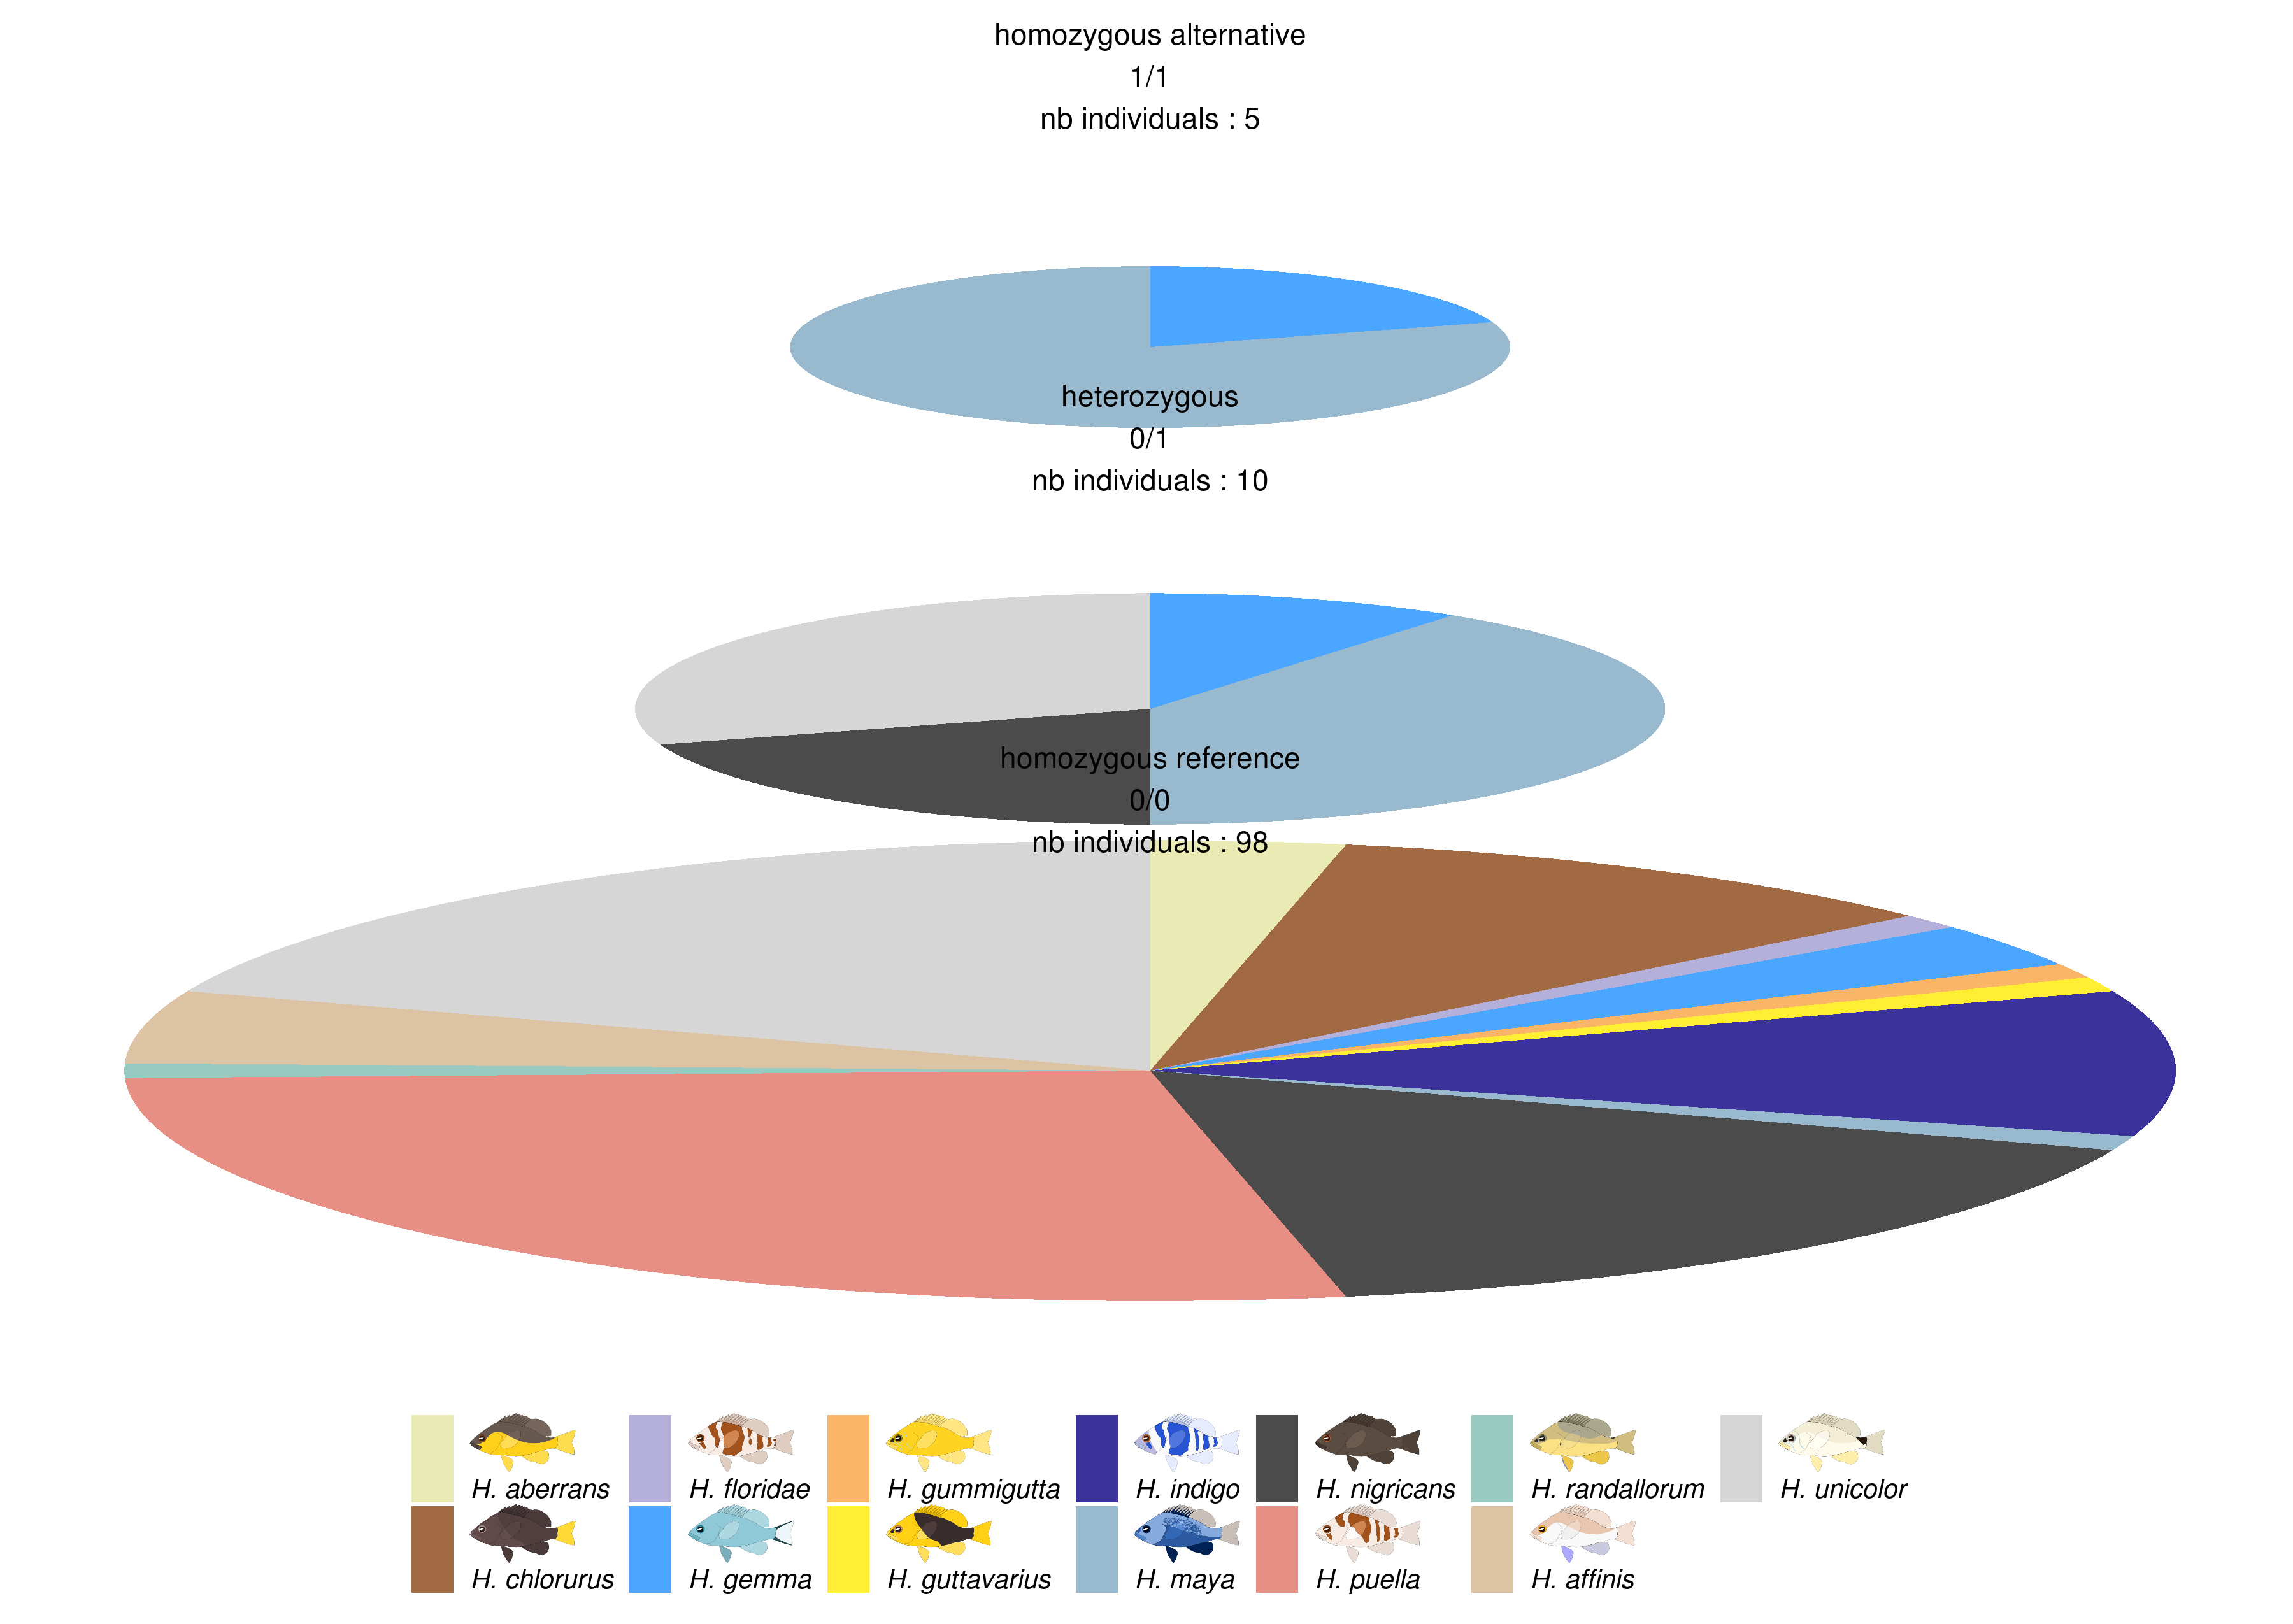 homozygous alternative
1/1
nb individuals : 5
heterozygous
0/1
nb individuals : 10
homozygous reference
0/0
nb individuals : 98
H. aberrans
H. floridae
H. gummigutta
H. indigo
H. nigricans
H. randallorum
H. unicolor
H. chlorurus
H. gemma
H. guttavarius
H. maya
H. puella
H. affinis